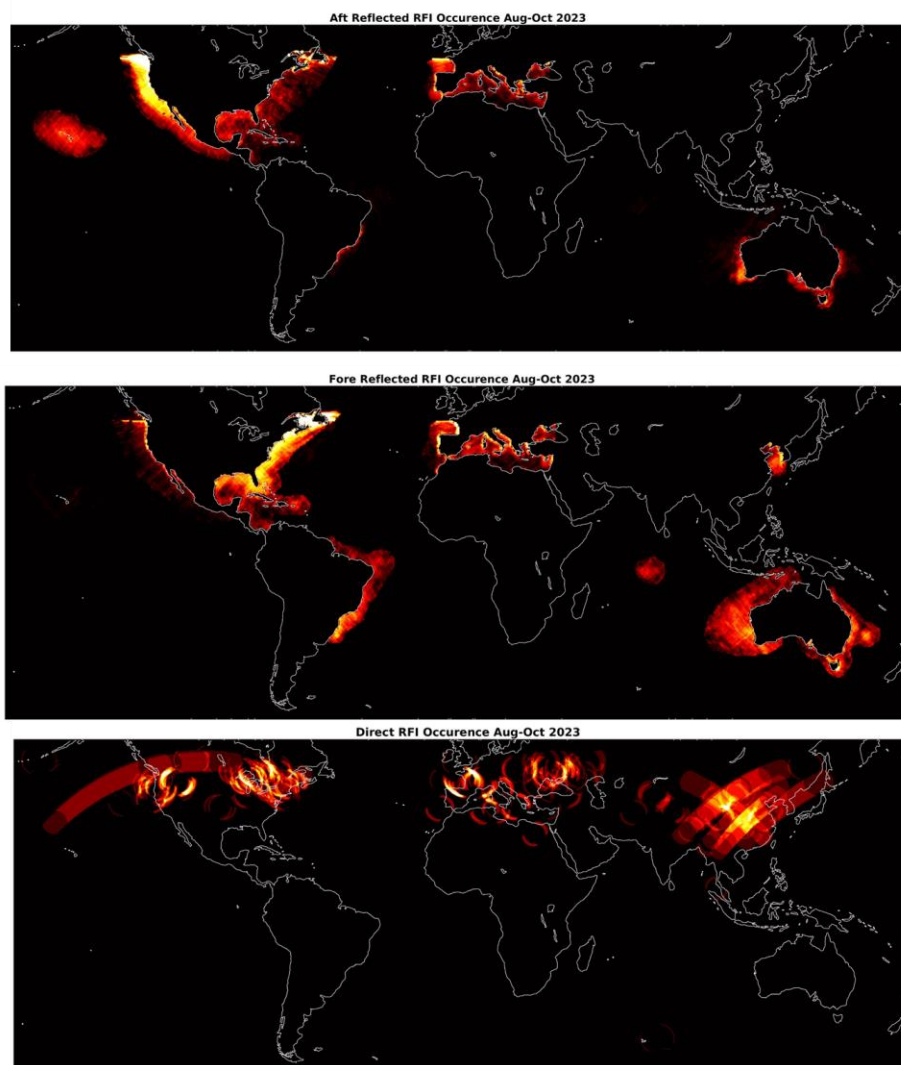 Aft Reflected RFI Occurence Aug-Oct 2023
Fore Reflected RFI Occurence Aug-Oct 2023
Direct RFI Occurence Aug-Oct 2023